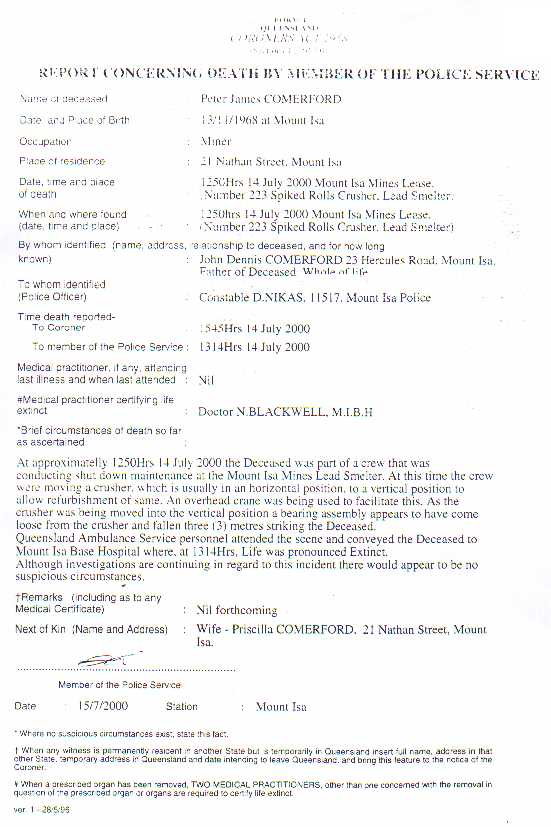 FORM 1
QUEENSLAND
CORONERS ACT 1958
REPORT CONCERNING DEATH BY MEMBER OF THE POLICE SERVICE
Name of deceased : Peter James COMERFORD
Date and Place of Birth : 13/11/1968 at Mount Isa
Occupation : Miner
Place of residence : 21 Nathan Street, Mount Isa
Date, time and place : 1250Hrs 14 July 2000 Mount Isa Mines Lease.
of death (Number 223 Spiked Rolls Crusher, Lead Smelter)
When and where found : 1250hrs 14 July 2000 Mount Isa Mines Lease.
(date, time and place) : (Number 223 Spiked Rolls Crusher, Lead Smelter)
By whom identified (name, address, relationship to deceased, and for how long
known) : John Dennis COMERFORD 23 Hercules Road, Mount Isa.
Father of Deceased Whole of life
To whom identified
(Police Officer) : Constable D.NIKAS, 11517, Mount Isa Police
Time death reported-
To Coroner : 1545Hrs 14 July 2000
To member of the Police Service : 1314Hrs 14 July 2000
Medical practitioner, if any, attending
last illness and when last attended : Nil
#Medical practitioner certifying life
extinct : Doctor N.BLACKWELL, M.I.B.H
*Brief circumstances of death so far
as ascertained :
At approximatelly 1250Hrs 14 July 2000 the Deceased was part of a crew that was
conducting shut down maintenance at the Mount Isa Mines Lead Smelter. At this time the crew
were moving a crusher, which is usually in an horizontal position, to a vertical position to
allow refurbishment of same. An overhead crane was being used to facilitate this. As the
crusher was being moved into the vertical position a bearing assembly appears to have come
loose from the crusher and fallen three (3) metres striking the Deceased.
Queensland Ambulance Service personnel attended the scene and conveyed the Deceased to
Mount Isa Base Hospital where, at 1314Hrs, Life was pronounced Extinct.
Although investigations are continuing in regard to this incident there would appear to be no
suspicious circumstances.
†Remarks (including as to any
Medical Certificate) : Nil forthcoming
Next of Kin (Name and Address) : Wife - Priscilla COMERFORD, 21 Nathan Street, Mount
Isa.
Member of the Police Service
Date : 15/7/2000 Station : Mount Isa
* Where no suspicious circumstances exist, state this fact.
† When any witness is permanently resident in another State but is temporarily in Queensland insert full name, address in that
other State, temporary address in Queensland and date intending to leave Queensland, and bring this feature to the notice of the
Coroner.
# When a prescribed organ has been removed, TWO MEDICAL PRACTITIONERS, other than one concerned with the removal in
question of the prescribed organ or organs are required to certify life extinct.
ver. 1 - 28/5/96